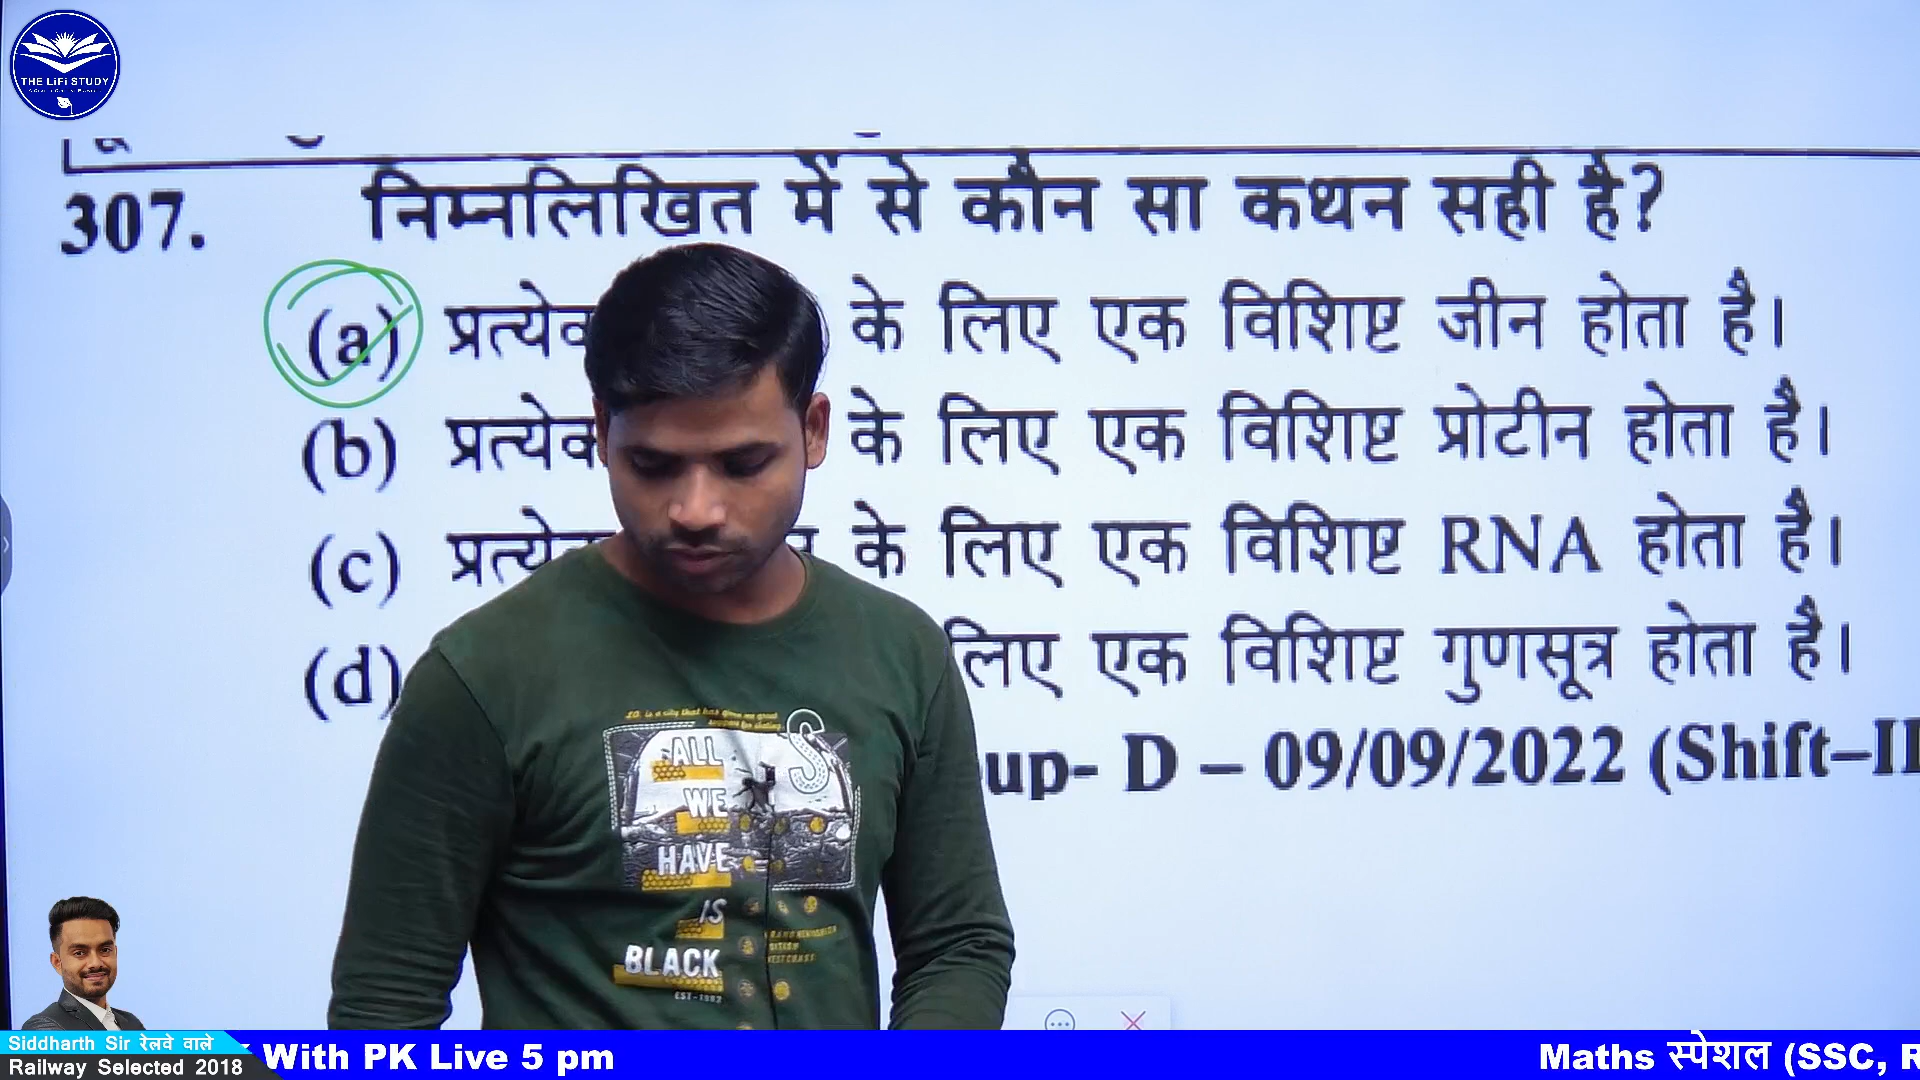 THE LiFi STUDY
307. निम्नलिखित में से कौन सा कथन सही है?
(a) के लिए एक विशिष्ट जीन होता है।
(b) के लिए एक विशिष्ट प्रोटीन होता है।
(c) के लिए एक विशिष्ट RNA होता है।
(d) लिए एक विशिष्ट गुणसूत्र होता है।
up- D – 09/09/2022 (Shift–II
ALL
WE
HAVE
IS
BLACK
EST-1982
Siddharth Sir रेलवे वाले
Railway Selected 2018
With PK Live 5 pm
Maths स्पेशल (SSC, R